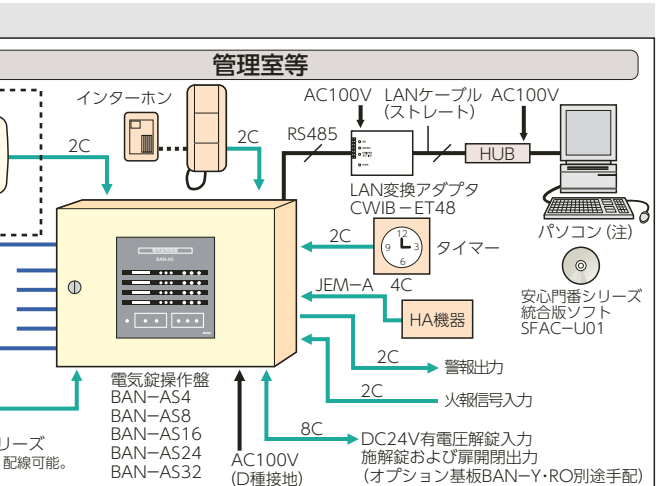 管理室等
インターホン
AC100V
LANケーブル
(ストレート)
AC100V
2C
2C
RS485
HUB
LAN変換アダプタ
CWIB−ET48
パソコン(注)
2C
タイマー
12
9
3
6
BAN-AS
JEM−A
4C
HA機器
安心門番シリーズ
統合版ソフト
SFAC−U01
2C
警報出力
2C
火報信号入力
電気錠操作盤
BAN−AS4
BAN−AS8
BAN−AS16
BAN−AS24
BAN−AS32
8C
DC24V有電圧解錠入力
施解錠および扉開閉出力
(オプション基板BAN−Y・RO別途手配)
AC100V
(D種接地)
リーズ
配線可能。